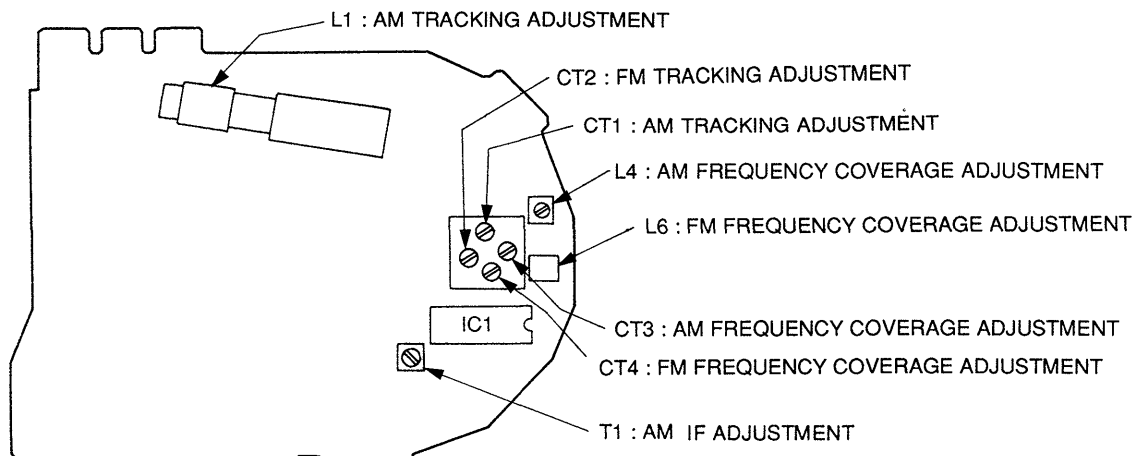 L1 : AM TRACKING ADJUSTMENT
CT2 : FM TRACKING ADJUSTMENT
CT1 : AM TRACKING ADJUSTMENT
L4 : AM FREQUENCY COVERAGE ADJUSTMENT
L6 : FM FREQUENCY COVERAGE ADJUSTMENT
IC1
CT3 : AM FREQUENCY COVERAGE ADJUSTMENT
CT4 : FM FREQUENCY COVERAGE ADJUSTMENT
T1 : AM IF ADJUSTMENT